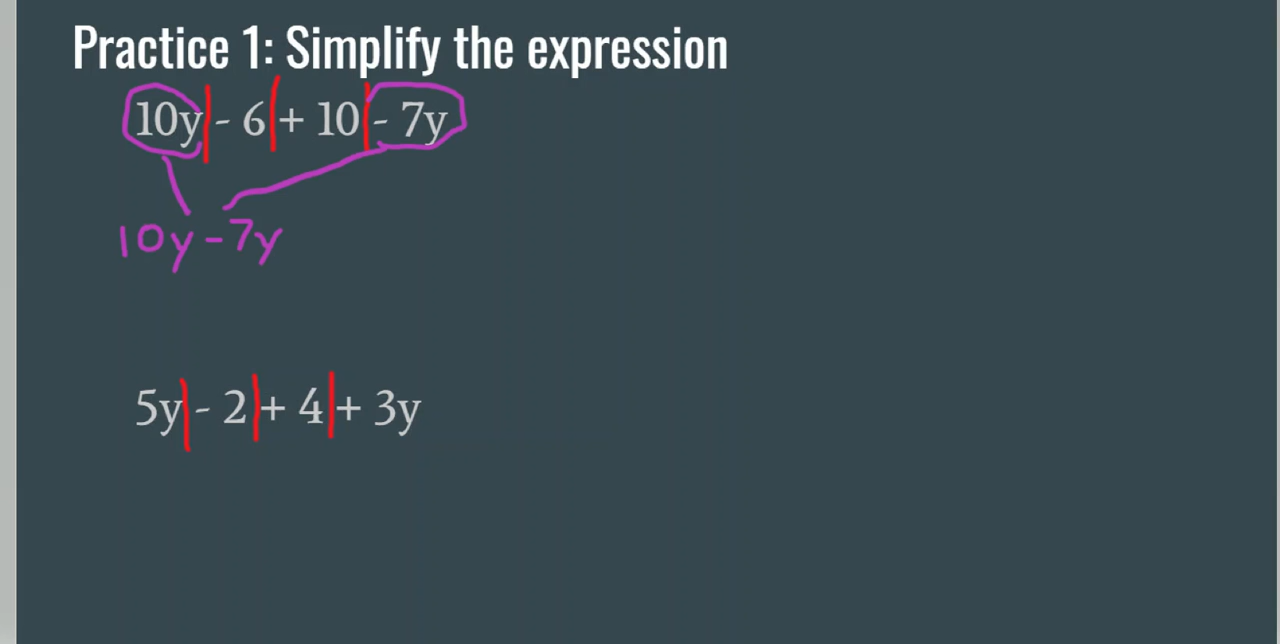 Practice 1: Simplify the expression
10y - 6 + 10 - 7y
10y - 7y
5y - 2 + 4 + 3y